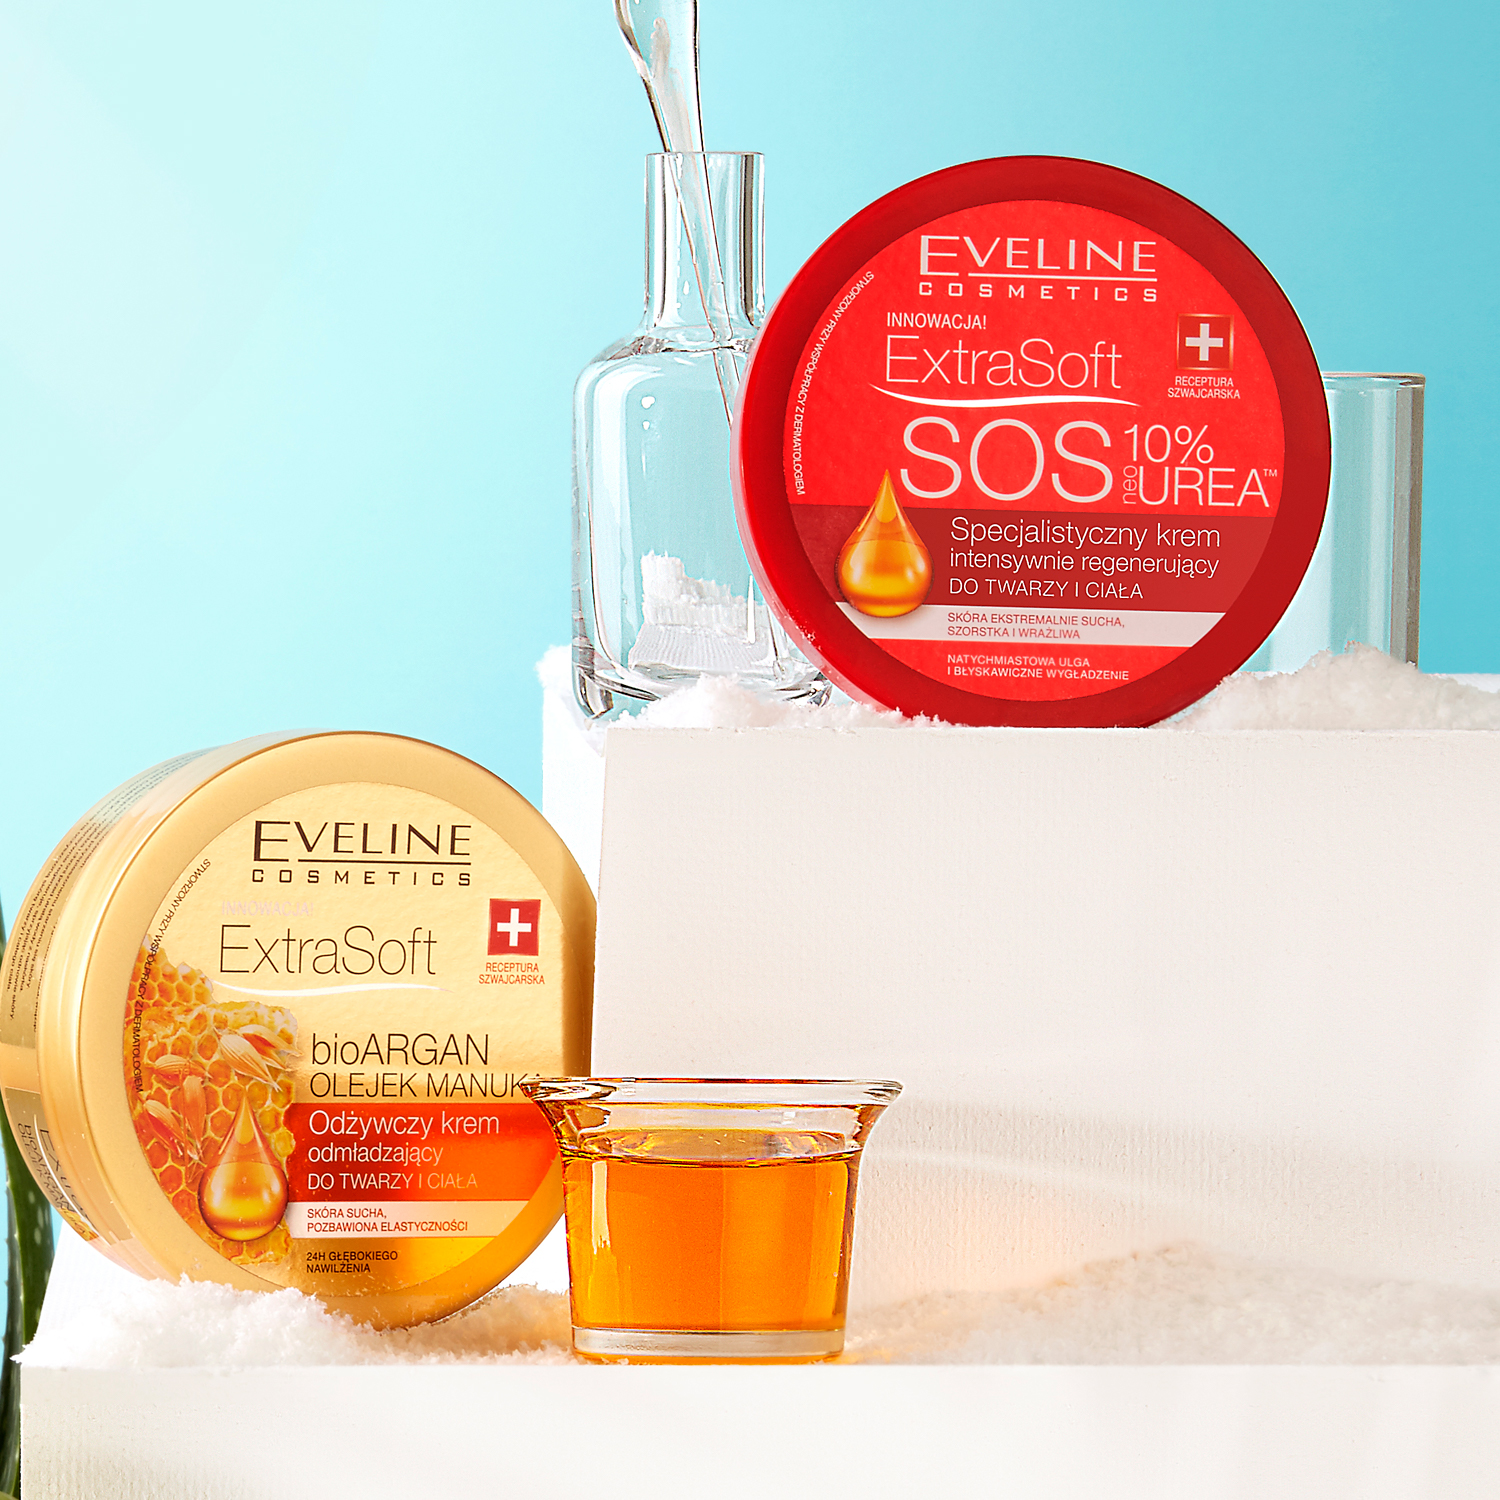 EVELINE
COSMETICS
STWORZONY PRZY WSPÓŁPRACY Z DERMATOLOGIEM
INNOWACJA!
ExtraSoft
RECEPTURA
SZWAJCARSKA
SOS 10%
neo UREA™
Specjalistyczny krem
intensywnie regenerujący
DO TWARZY I CIAŁA
SKÓRA EKSTREMALNIE SUCHA,
SZORSTKA I WRAŻLIWA
NATYCHMIASTOWA ULGA
I BŁYSKAWICZNE WYGŁADZENIE
EVELINE
COSMETICS
STWORZONY PRZY WSPÓŁPRACY Z DERMATOLOGIEM
INNOWACJA!
ExtraSoft
RECEPTURA
SZWAJCARSKA
bioARGAN
OLEJEK MANUKA
Odżywczy krem
odmładzający
DO TWARZY I CIAŁA
SKÓRA SUCHA,
POZBAWIONA ELASTYCZNOŚCI
24H GŁĘBOKIEGO
NAWILŻENIA